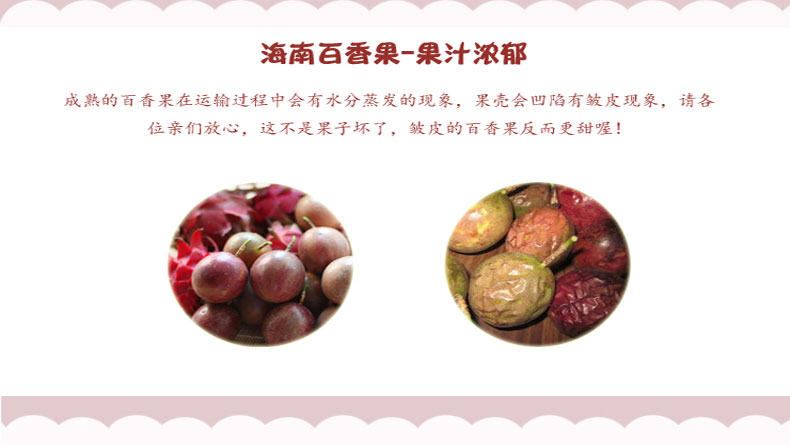 海南百香果-果汁浓郁
成熟的百香果在运输过程中会有水分蒸发的现象，果壳会凹陷有皱皮现象，请各
位亲们放心，这不是果子坏了，皱皮的百香果反而更甜喔！